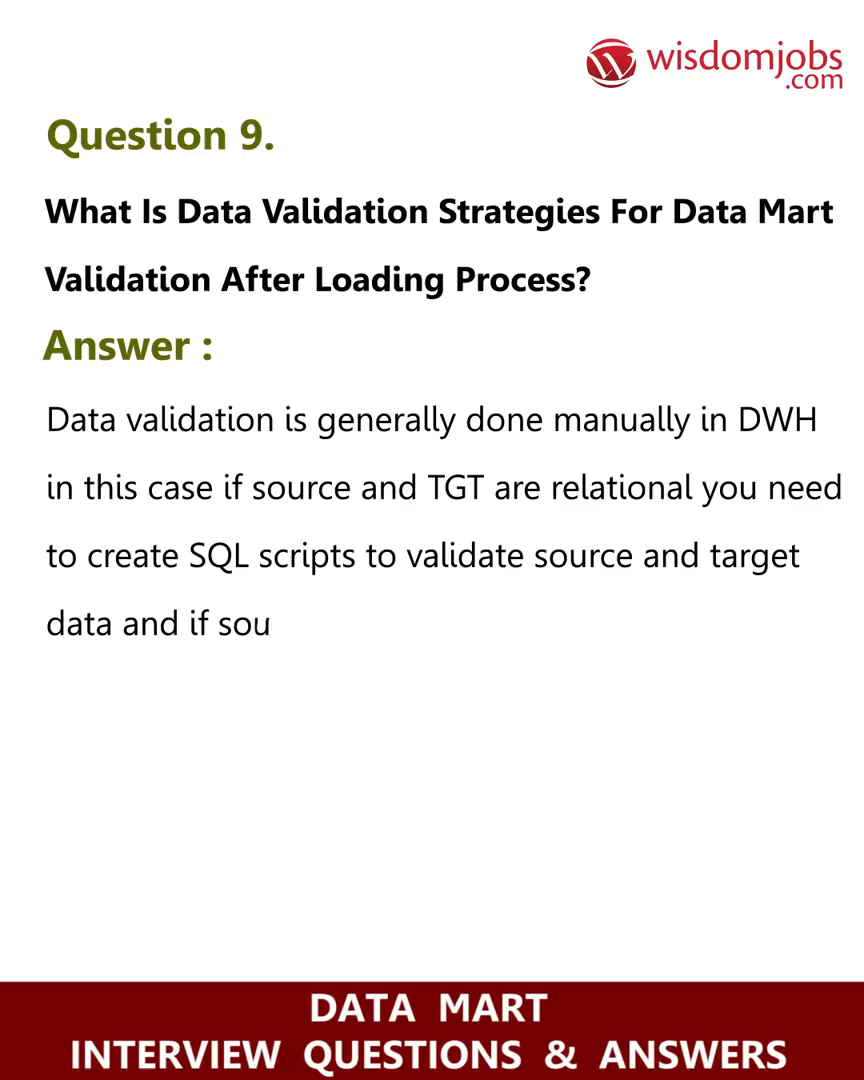 wisdomjobs
.com
Question 9.
What Is Data Validation Strategies For Data Mart
Validation After Loading Process?
Answer :
Data validation is generally done manually in DWH
in this case if source and TGT are relational you need
to create SQL scripts to validate source and target
data and if sou
DATA MART
INTERVIEW QUESTIONS & ANSWERS